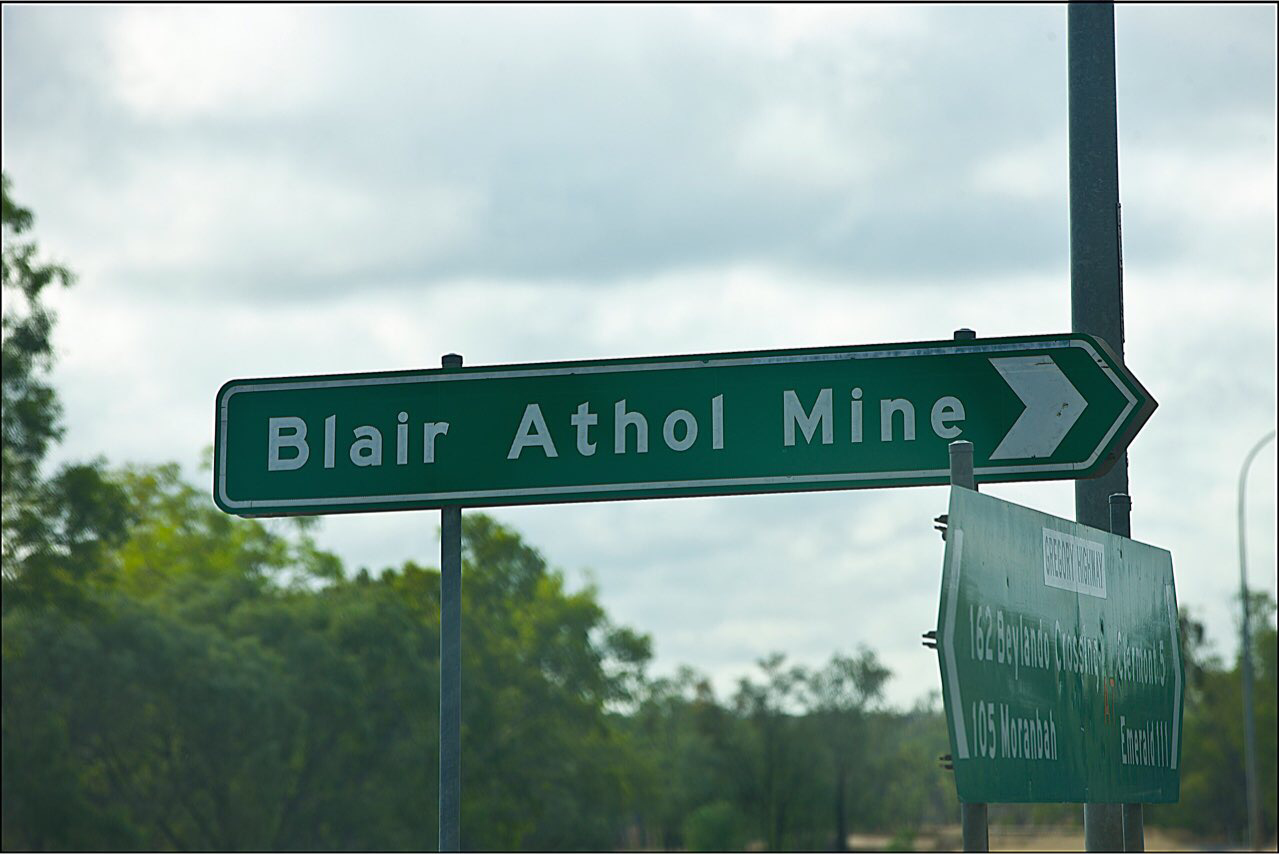 Blair Athol Mine
GREGORY HIGHWAY
162 Beylando Crossing Clermont 5
105 Moranbah Emerald 111